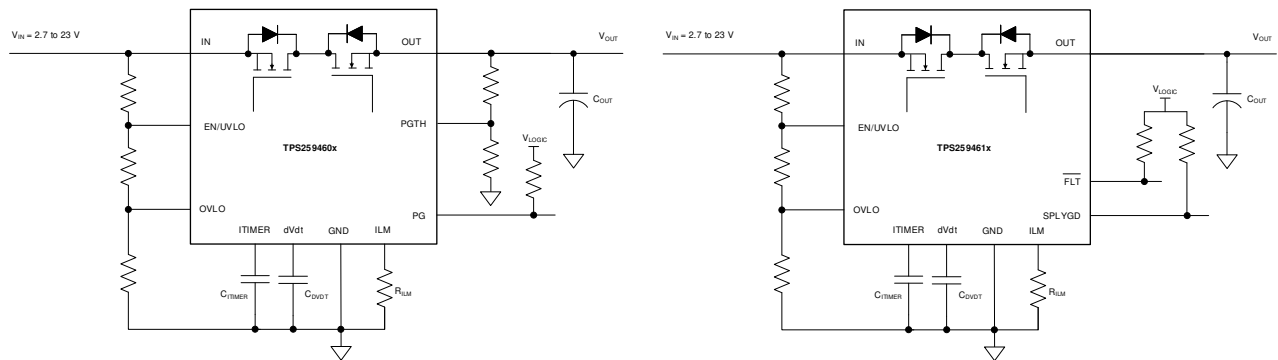 V_IN = 2.7 to 23 V
IN
OUT
V_OUT
EN/UVLO
PGTH
C_OUT
TPS259460x
V_LOGIC
OVLO
PG
ITIMER
dVdt
GND
ILM
C_ITIMER
C_DVDT
R_ILM
V_IN = 2.7 to 23 V
IN
OUT
V_OUT
V_LOGIC
C_OUT
EN/UVLO
TPS259461x
FLT
OVLO
SPLYGD
ITIMER
dVdt
GND
ILM
C_ITIMER
C_DVDT
R_ILM